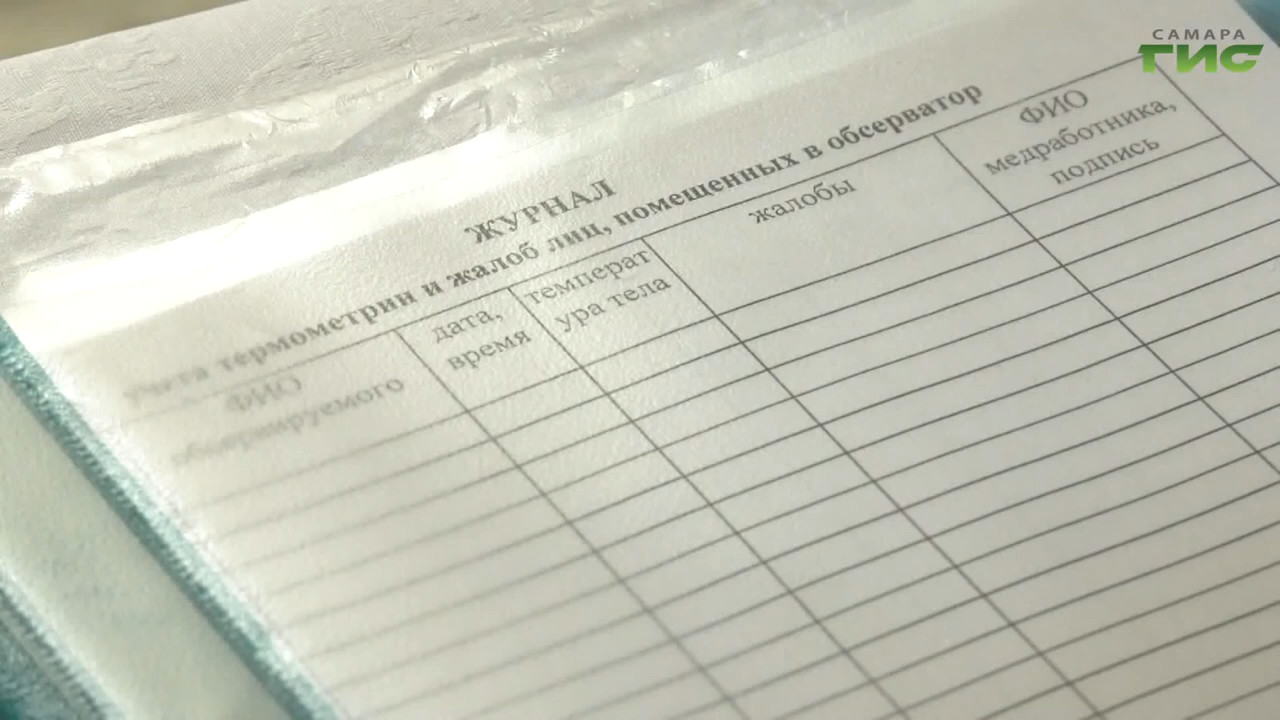 САМАРА
ГИС
ЖУРНАЛ
учета термометрии и жалоб лиц, помещенных в обсерватор
ФИО
обсервируемого
дата,
время
температ
ура тела
жалобы
ФИО
медработника,
подпись